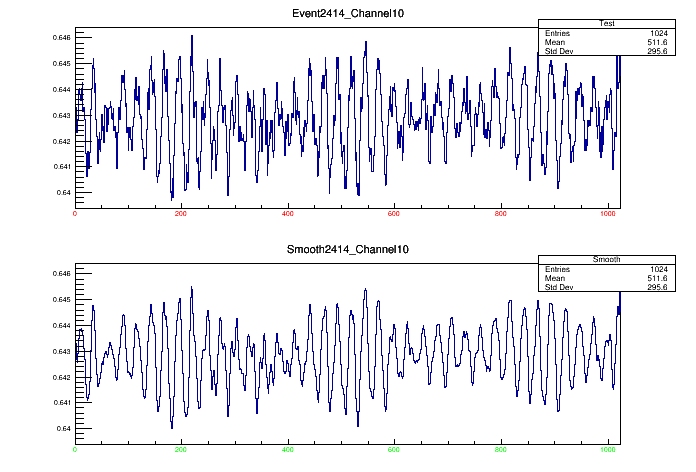 Event2414_Channel10
Test
Entries 1024
Mean 511.6
Std Dev 295.6
0.646
0.645
0.644
0.643
0.642
0.641
0.64
0 200 400 600 800 1000
Smooth2414_Channel10
Smooth
Entries 1024
Mean 511.6
Std Dev 295.6
0.646
0.645
0.644
0.643
0.642
0.641
0.64
0 200 400 600 800 1000